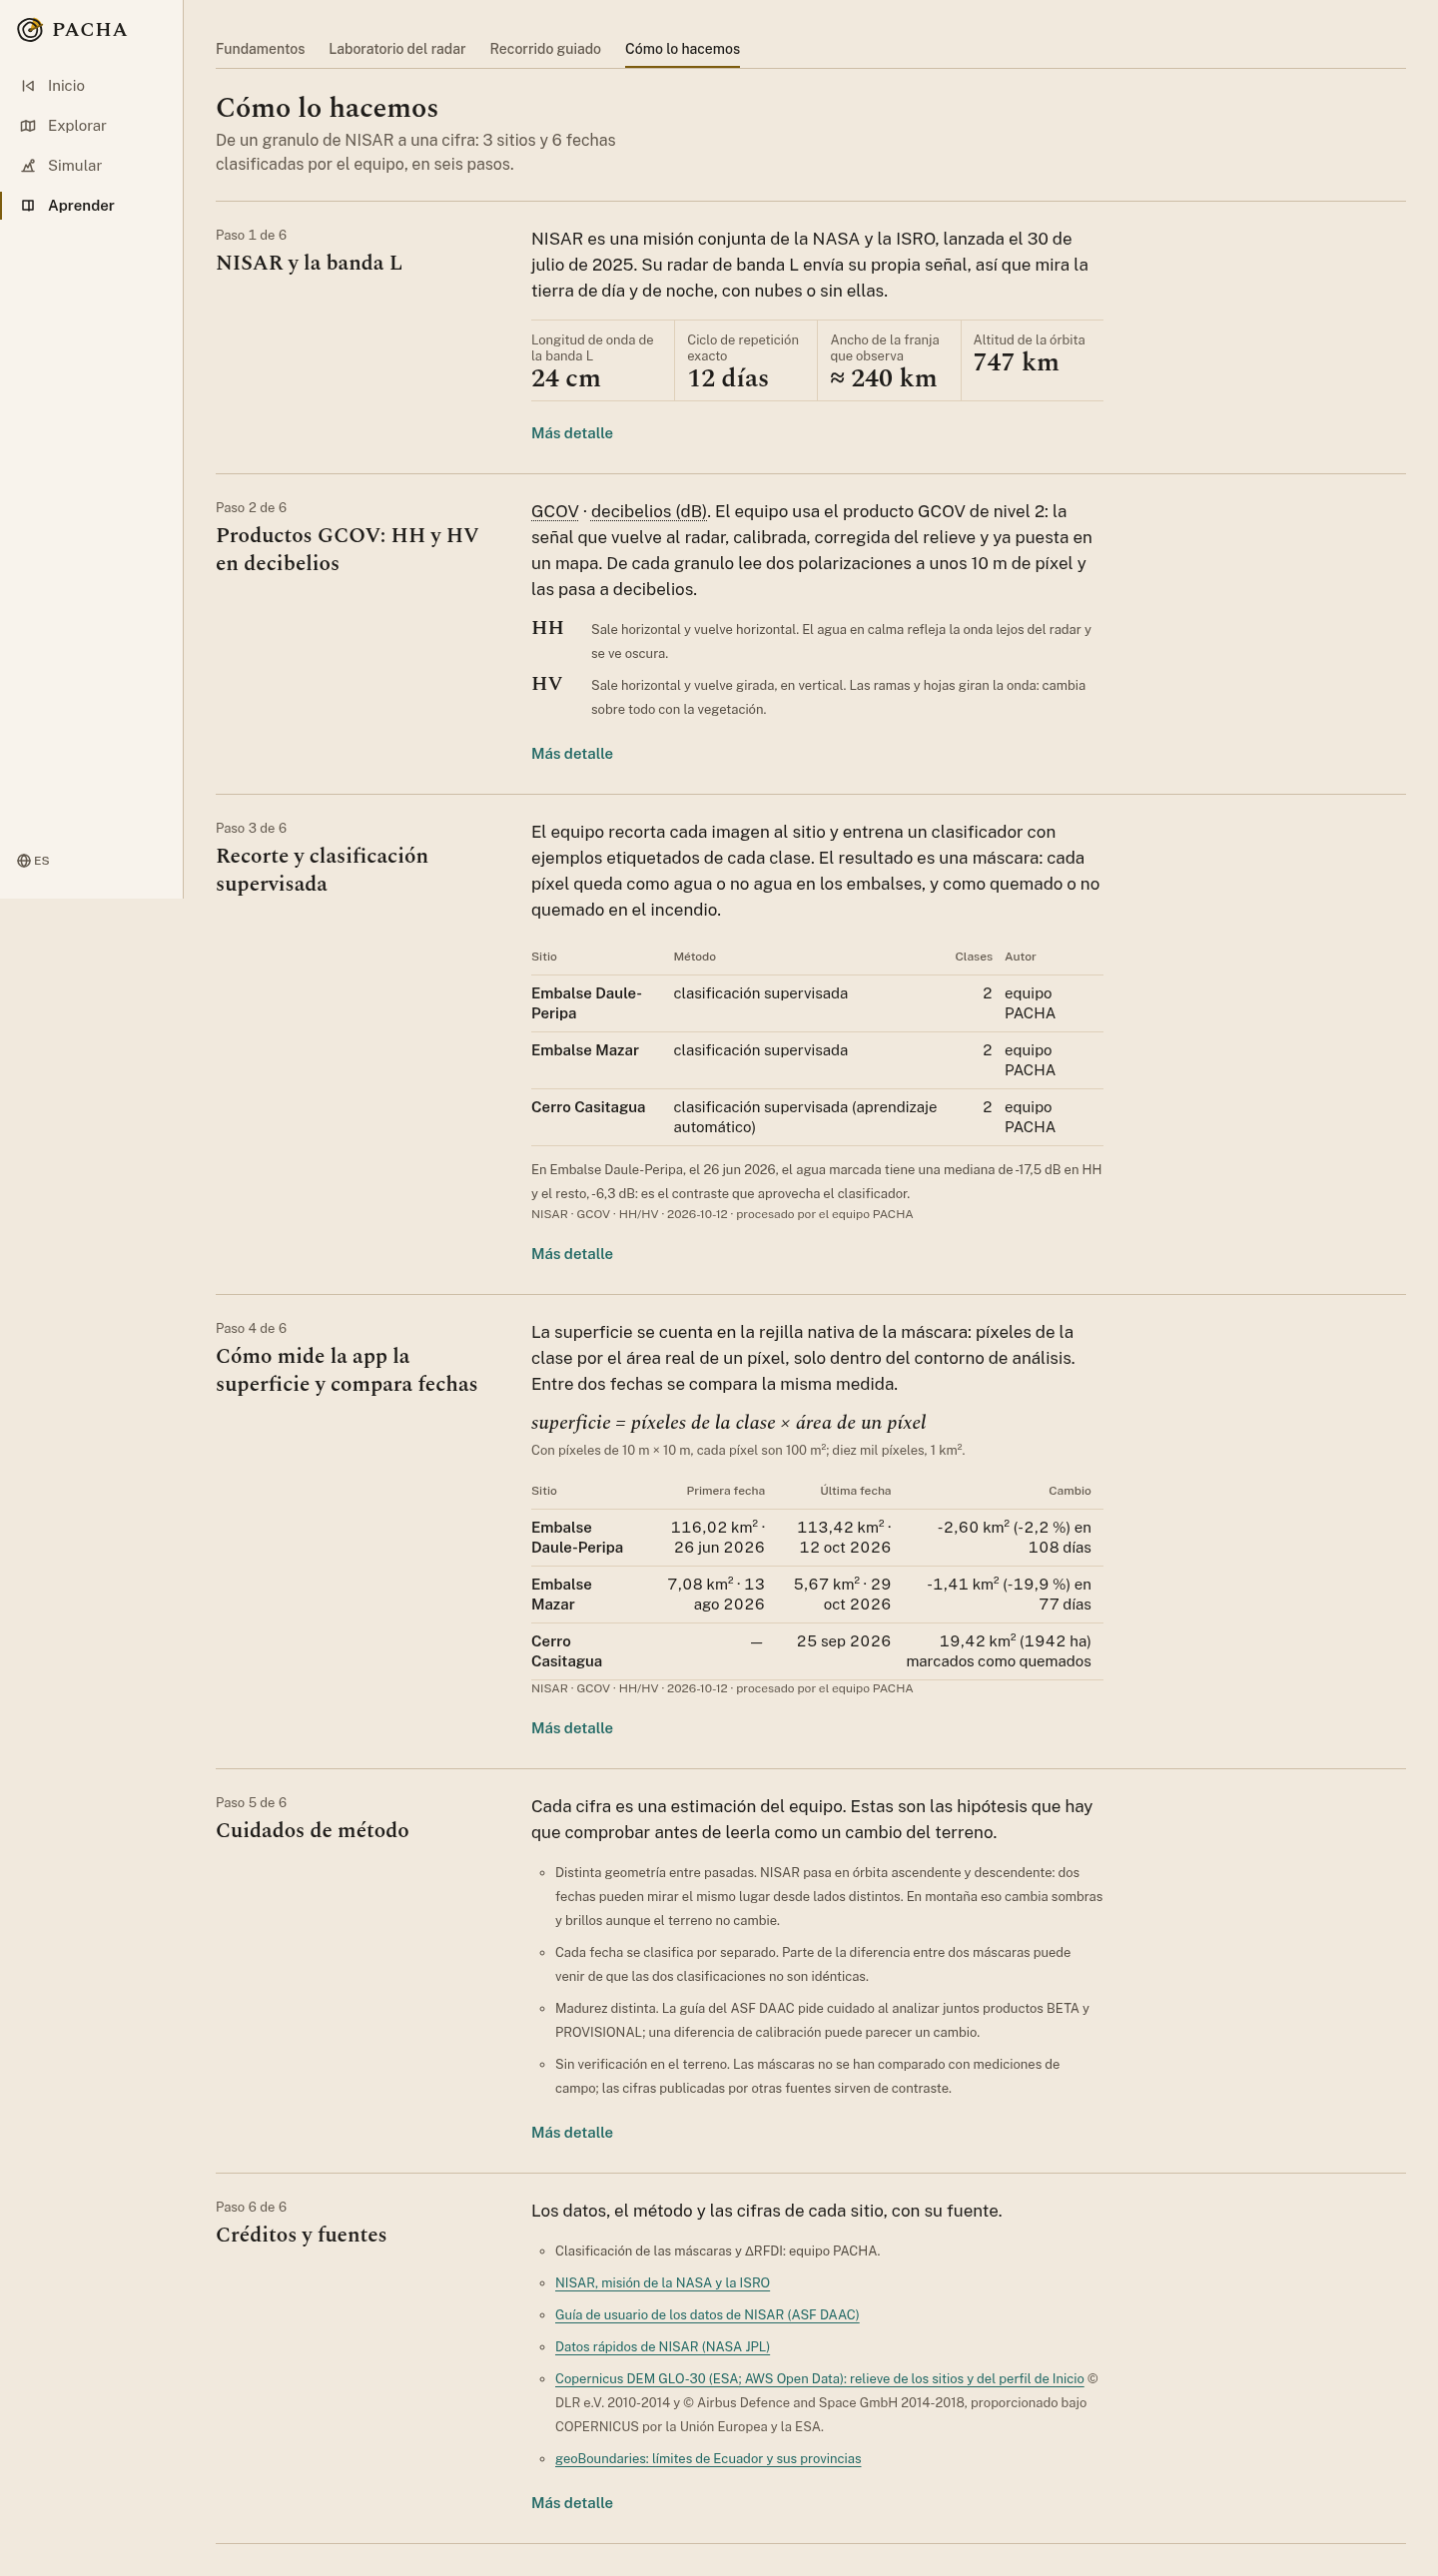 PACHA
Inicio
Explorar
Simular
Aprender
ES
Fundamentos
Laboratorio del radar
Recorrido guiado
Cómo lo hacemos
Cómo lo hacemos
De un granulo de NISAR a una cifra: 3 sitios y 6 fechas
clasificadas por el equipo, en seis pasos.
Paso 1 de 6
NISAR y la banda L
NISAR es una misión conjunta de la NASA y la ISRO, lanzada el 30 de
julio de 2025. Su radar de banda L envía su propia señal, así que mira la
tierra de día y de noche, con nubes o sin ellas.
Longitud de onda de
la banda L
24 cm
Ciclo de repetición
exacto
12 días
Ancho de la franja
que observa
≈ 240 km
Altitud de la órbita
747 km
Más detalle
Paso 2 de 6
Productos GCOV: HH y HV
en decibelios
GCOV · decibelios (dB). El equipo usa el producto GCOV de nivel 2: la
señal que vuelve al radar, calibrada, corregida del relieve y ya puesta en
un mapa. De cada granulo lee dos polarizaciones a unos 10 m de píxel y
las pasa a decibelios.
HH
Sale horizontal y vuelve horizontal. El agua en calma refleja la onda lejos del radar y
se ve oscura.
HV
Sale horizontal y vuelve girada, en vertical. Las ramas y hojas giran la onda: cambia
sobre todo con la vegetación.
Más detalle
Paso 3 de 6
Recorte y clasificación
supervisada
El equipo recorta cada imagen al sitio y entrena un clasificador con
ejemplos etiquetados de cada clase. El resultado es una máscara: cada
píxel queda como agua o no agua en los embalses, y como quemado o no
quemado en el incendio.
Sitio Método Clases Autor
Embalse Daule- clasificación supervisada 2 equipo
Peripa PACHA
Embalse Mazar clasificación supervisada 2 equipo
PACHA
Cerro Casitagua clasificación supervisada (aprendizaje 2 equipo
automático) PACHA
En Embalse Daule-Peripa, el 26 jun 2026, el agua marcada tiene una mediana de -17,5 dB en HH
y el resto, -6,3 dB: es el contraste que aprovecha el clasificador.
NISAR · GCOV · HH/HV · 2026-10-12 · procesado por el equipo PACHA
Más detalle
Paso 4 de 6
Cómo mide la app la
superficie y compara fechas
La superficie se cuenta en la rejilla nativa de la máscara: píxeles de la
clase por el área real de un píxel, solo dentro del contorno de análisis.
Entre dos fechas se compara la misma medida.
superficie = píxeles de la clase × área de un píxel
Con píxeles de 10 m × 10 m, cada píxel son 100 m²; diez mil píxeles, 1 km².
Sitio Primera fecha Última fecha Cambio
Embalse 116,02 km² · 113,42 km² · -2,60 km² (-2,2 %) en
Daule-Peripa 26 jun 2026 12 oct 2026 108 días
Embalse 7,08 km² · 13 5,67 km² · 29 -1,41 km² (-19,9 %) en
Mazar ago 2026 oct 2026 77 días
Cerro — 25 sep 2026 19,42 km² (1942 ha)
Casitagua marcados como quemados
NISAR · GCOV · HH/HV · 2026-10-12 · procesado por el equipo PACHA
Más detalle
Paso 5 de 6
Cuidados de método
Cada cifra es una estimación del equipo. Estas son las hipótesis que hay
que comprobar antes de leerla como un cambio del terreno.
Distinta geometría entre pasadas. NISAR pasa en órbita ascendente y descendente: dos
fechas pueden mirar el mismo lugar desde lados distintos. En montaña eso cambia sombras
y brillos aunque el terreno no cambie.
Cada fecha se clasifica por separado. Parte de la diferencia entre dos máscaras puede
venir de que las dos clasificaciones no son idénticas.
Madurez distinta. La guía del ASF DAAC pide cuidado al analizar juntos productos BETA y
PROVISIONAL; una diferencia de calibración puede parecer un cambio.
Sin verificación en el terreno. Las máscaras no se han comparado con mediciones de
campo; las cifras publicadas por otras fuentes sirven de contraste.
Más detalle
Paso 6 de 6
Créditos y fuentes
Los datos, el método y las cifras de cada sitio, con su fuente.
Clasificación de las máscaras y ΔRFDI: equipo PACHA.
NISAR, misión de la NASA y la ISRO
Guía de usuario de los datos de NISAR (ASF DAAC)
Datos rápidos de NISAR (NASA JPL)
Copernicus DEM GLO-30 (ESA; AWS Open Data): relieve de los sitios y del perfil de Inicio ©
DLR e.V. 2010-2014 y © Airbus Defence and Space GmbH 2014-2018, proporcionado bajo
COPERNICUS por la Unión Europea y la ESA.
geoBoundaries: límites de Ecuador y sus provincias
Más detalle